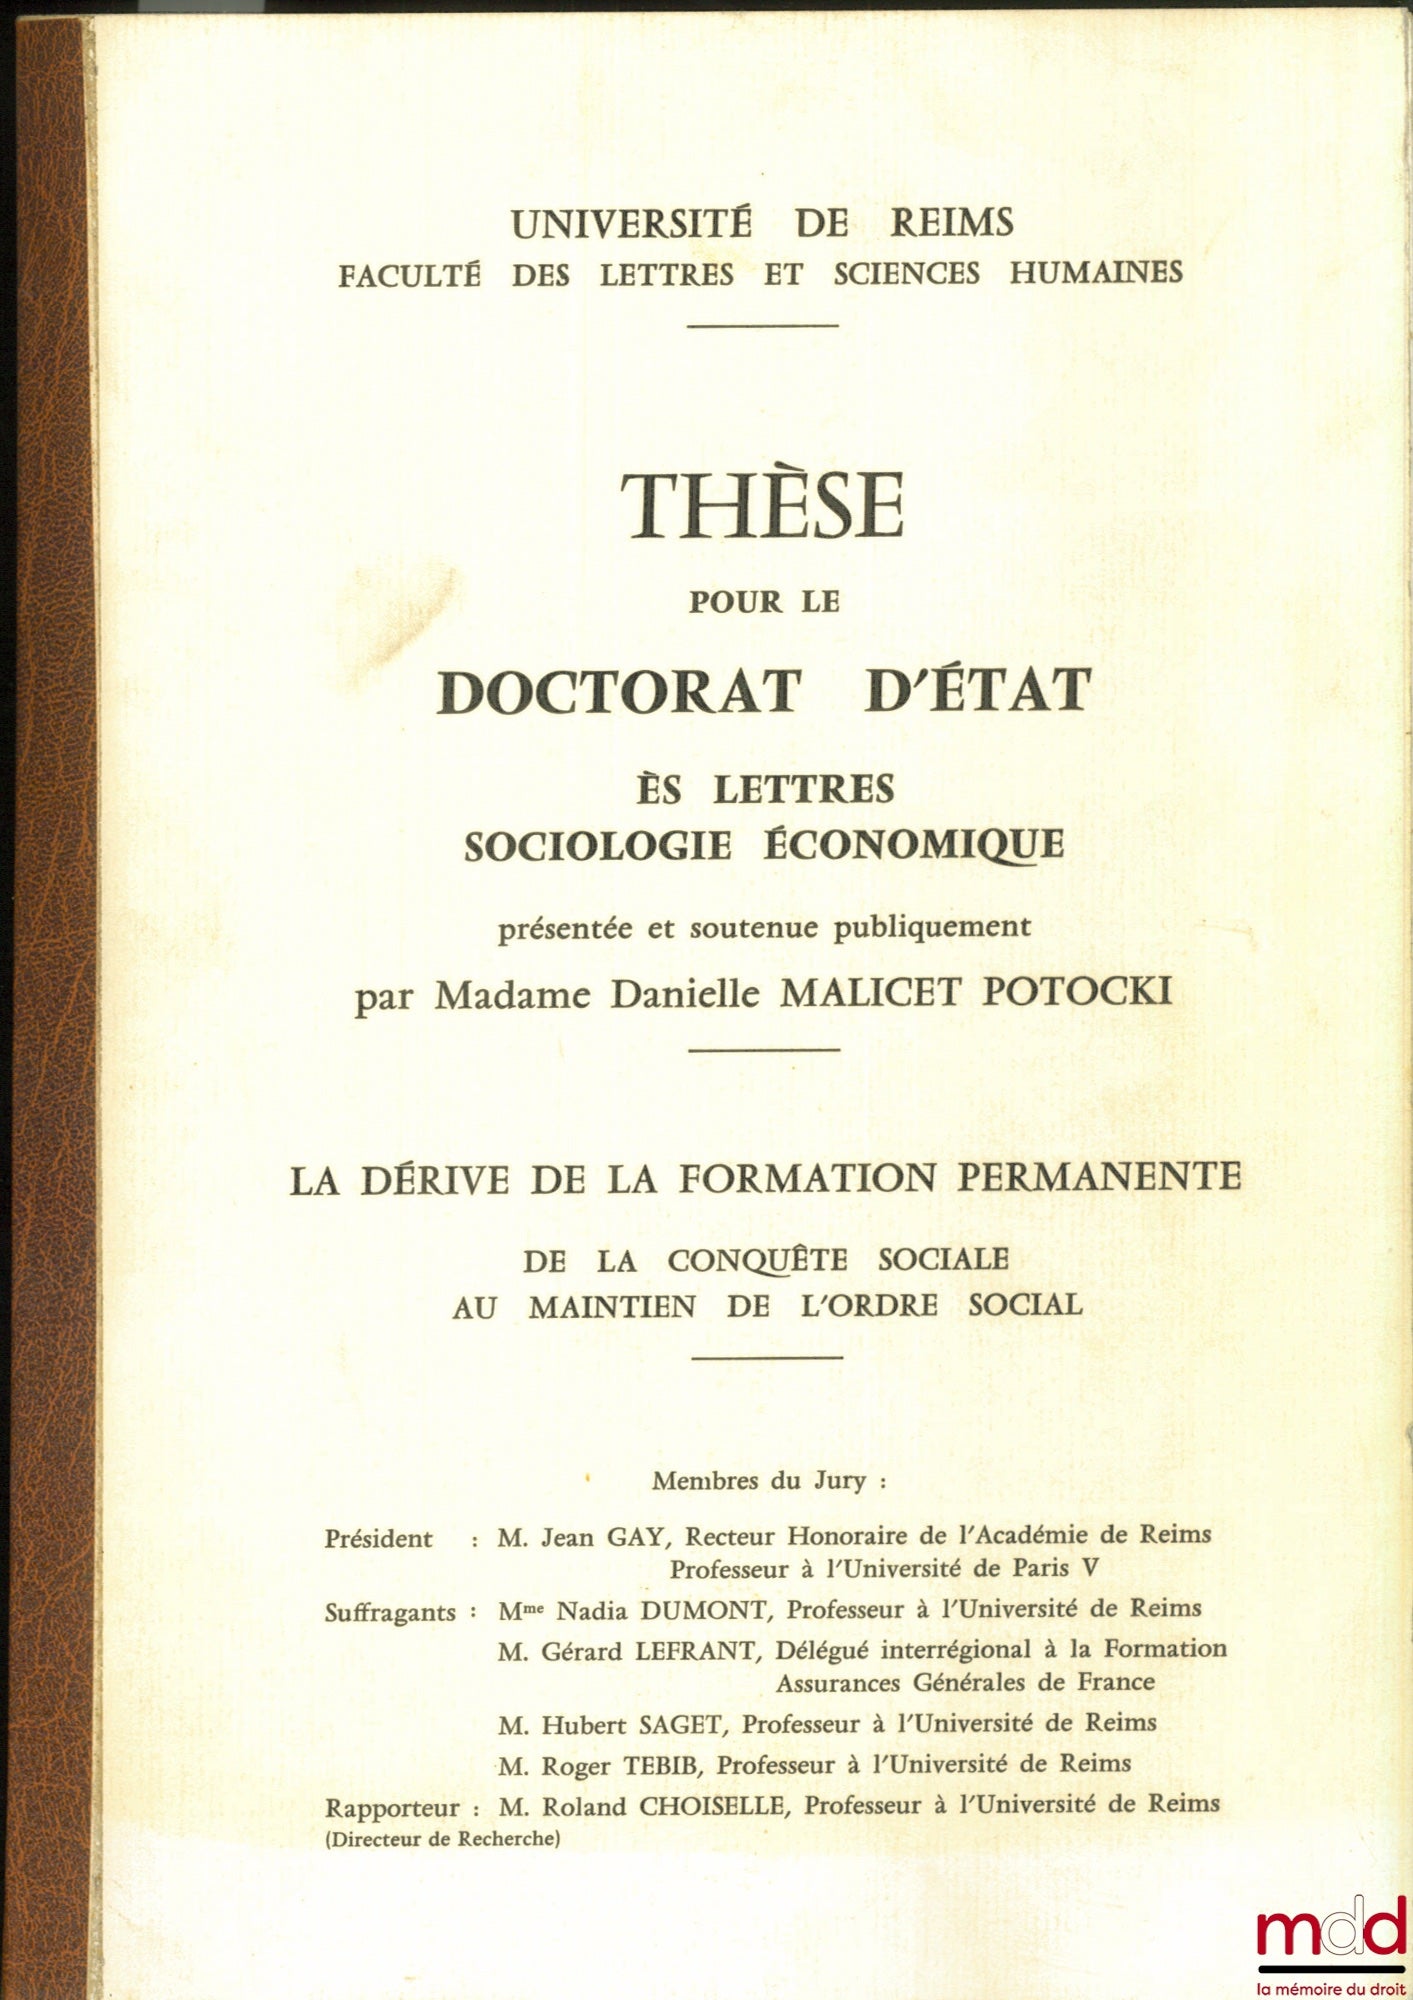 UNIVERSITÉ DE REIMS
FACULTÉ DES LETTRES ET SCIENCES HUMAINES
THÈSE
POUR LE
DOCTORAT D'ÉTAT
ÈS LETTRES
SOCIOLOGIE ÉCONOMIQUE
présentée et soutenue publiquement
par Madame Danielle MALICET POTOCKI
LA DÉRIVE DE LA FORMATION PERMANENTE
DE LA CONQUÊTE SOCIALE
AU MAINTIEN DE L'ORDRE SOCIAL
Membres du Jury :
Président : M. Jean GAY, Recteur Honoraire de l'Académie de Reims
Professeur à l'Université de Paris V
Suffragants : Mme Nadia DUMONT, Professeur à l'Université de Reims
M. Gérard LEFRANT, Délégué interrégional à la Formation
Assurances Générales de France
M. Hubert SAGET, Professeur à l'Université de Reims
M. Roger TEBIB, Professeur à l'Université de Reims
Rapporteur : M. Roland CHOISELLE, Professeur à l'Université de Reims
(Directeur de Recherche)
mdd
la mémoire du droit